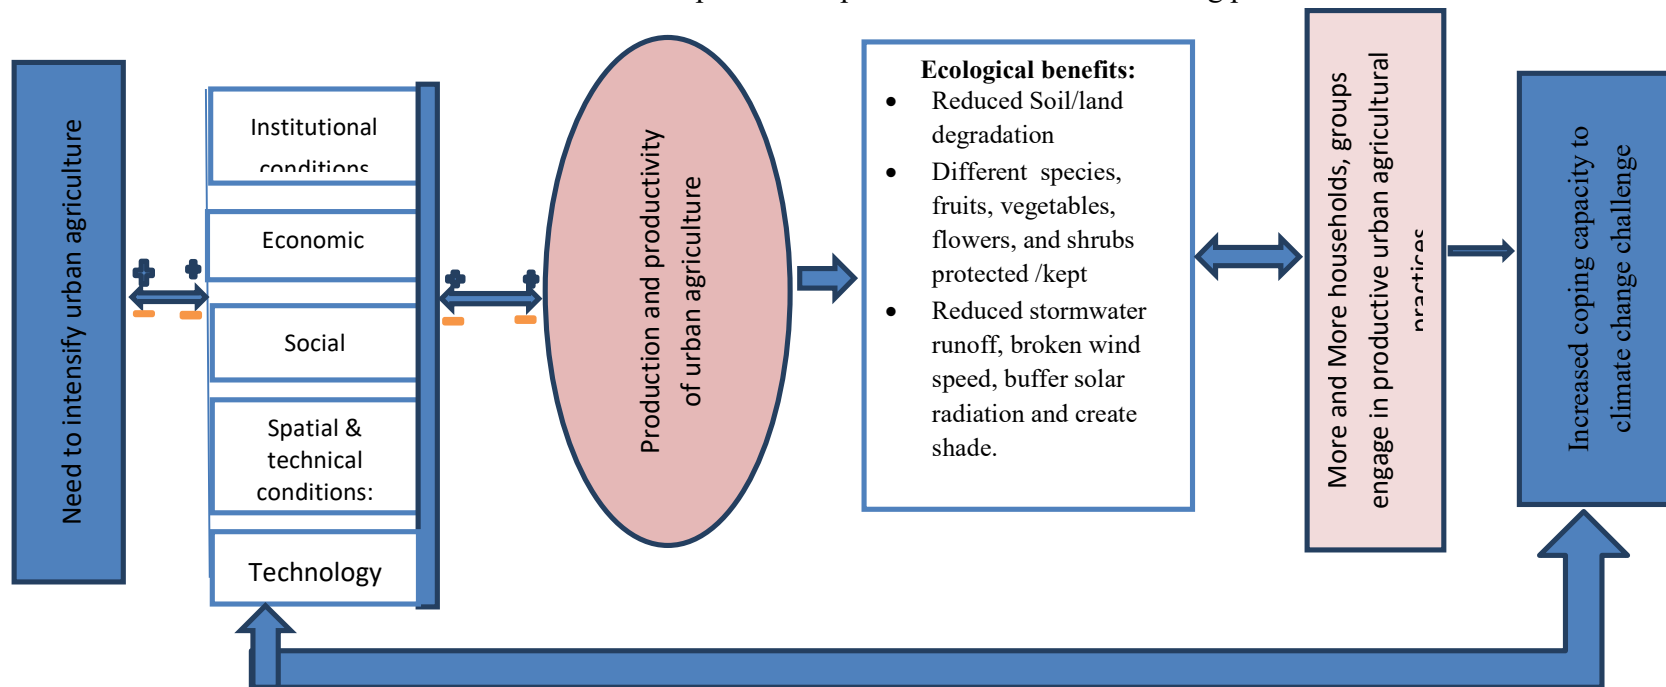 Need to intensify urban agriculture
Institutional
conditions
Economic
Social
Spatial &
technical
conditions:
Technology
Production and productivity
of urban agriculture
Ecological benefits:
• Reduced Soil/land
degradation
• Different species,
fruits, vegetables,
flowers, and shrubs
protected /kept
• Reduced stormwater
runoff, broken wind
speed, buffer solar
radiation and create
shade.
More and More households, groups
engage in productive urban agricultural
practices
Increased coping capacity to
climate change challenge